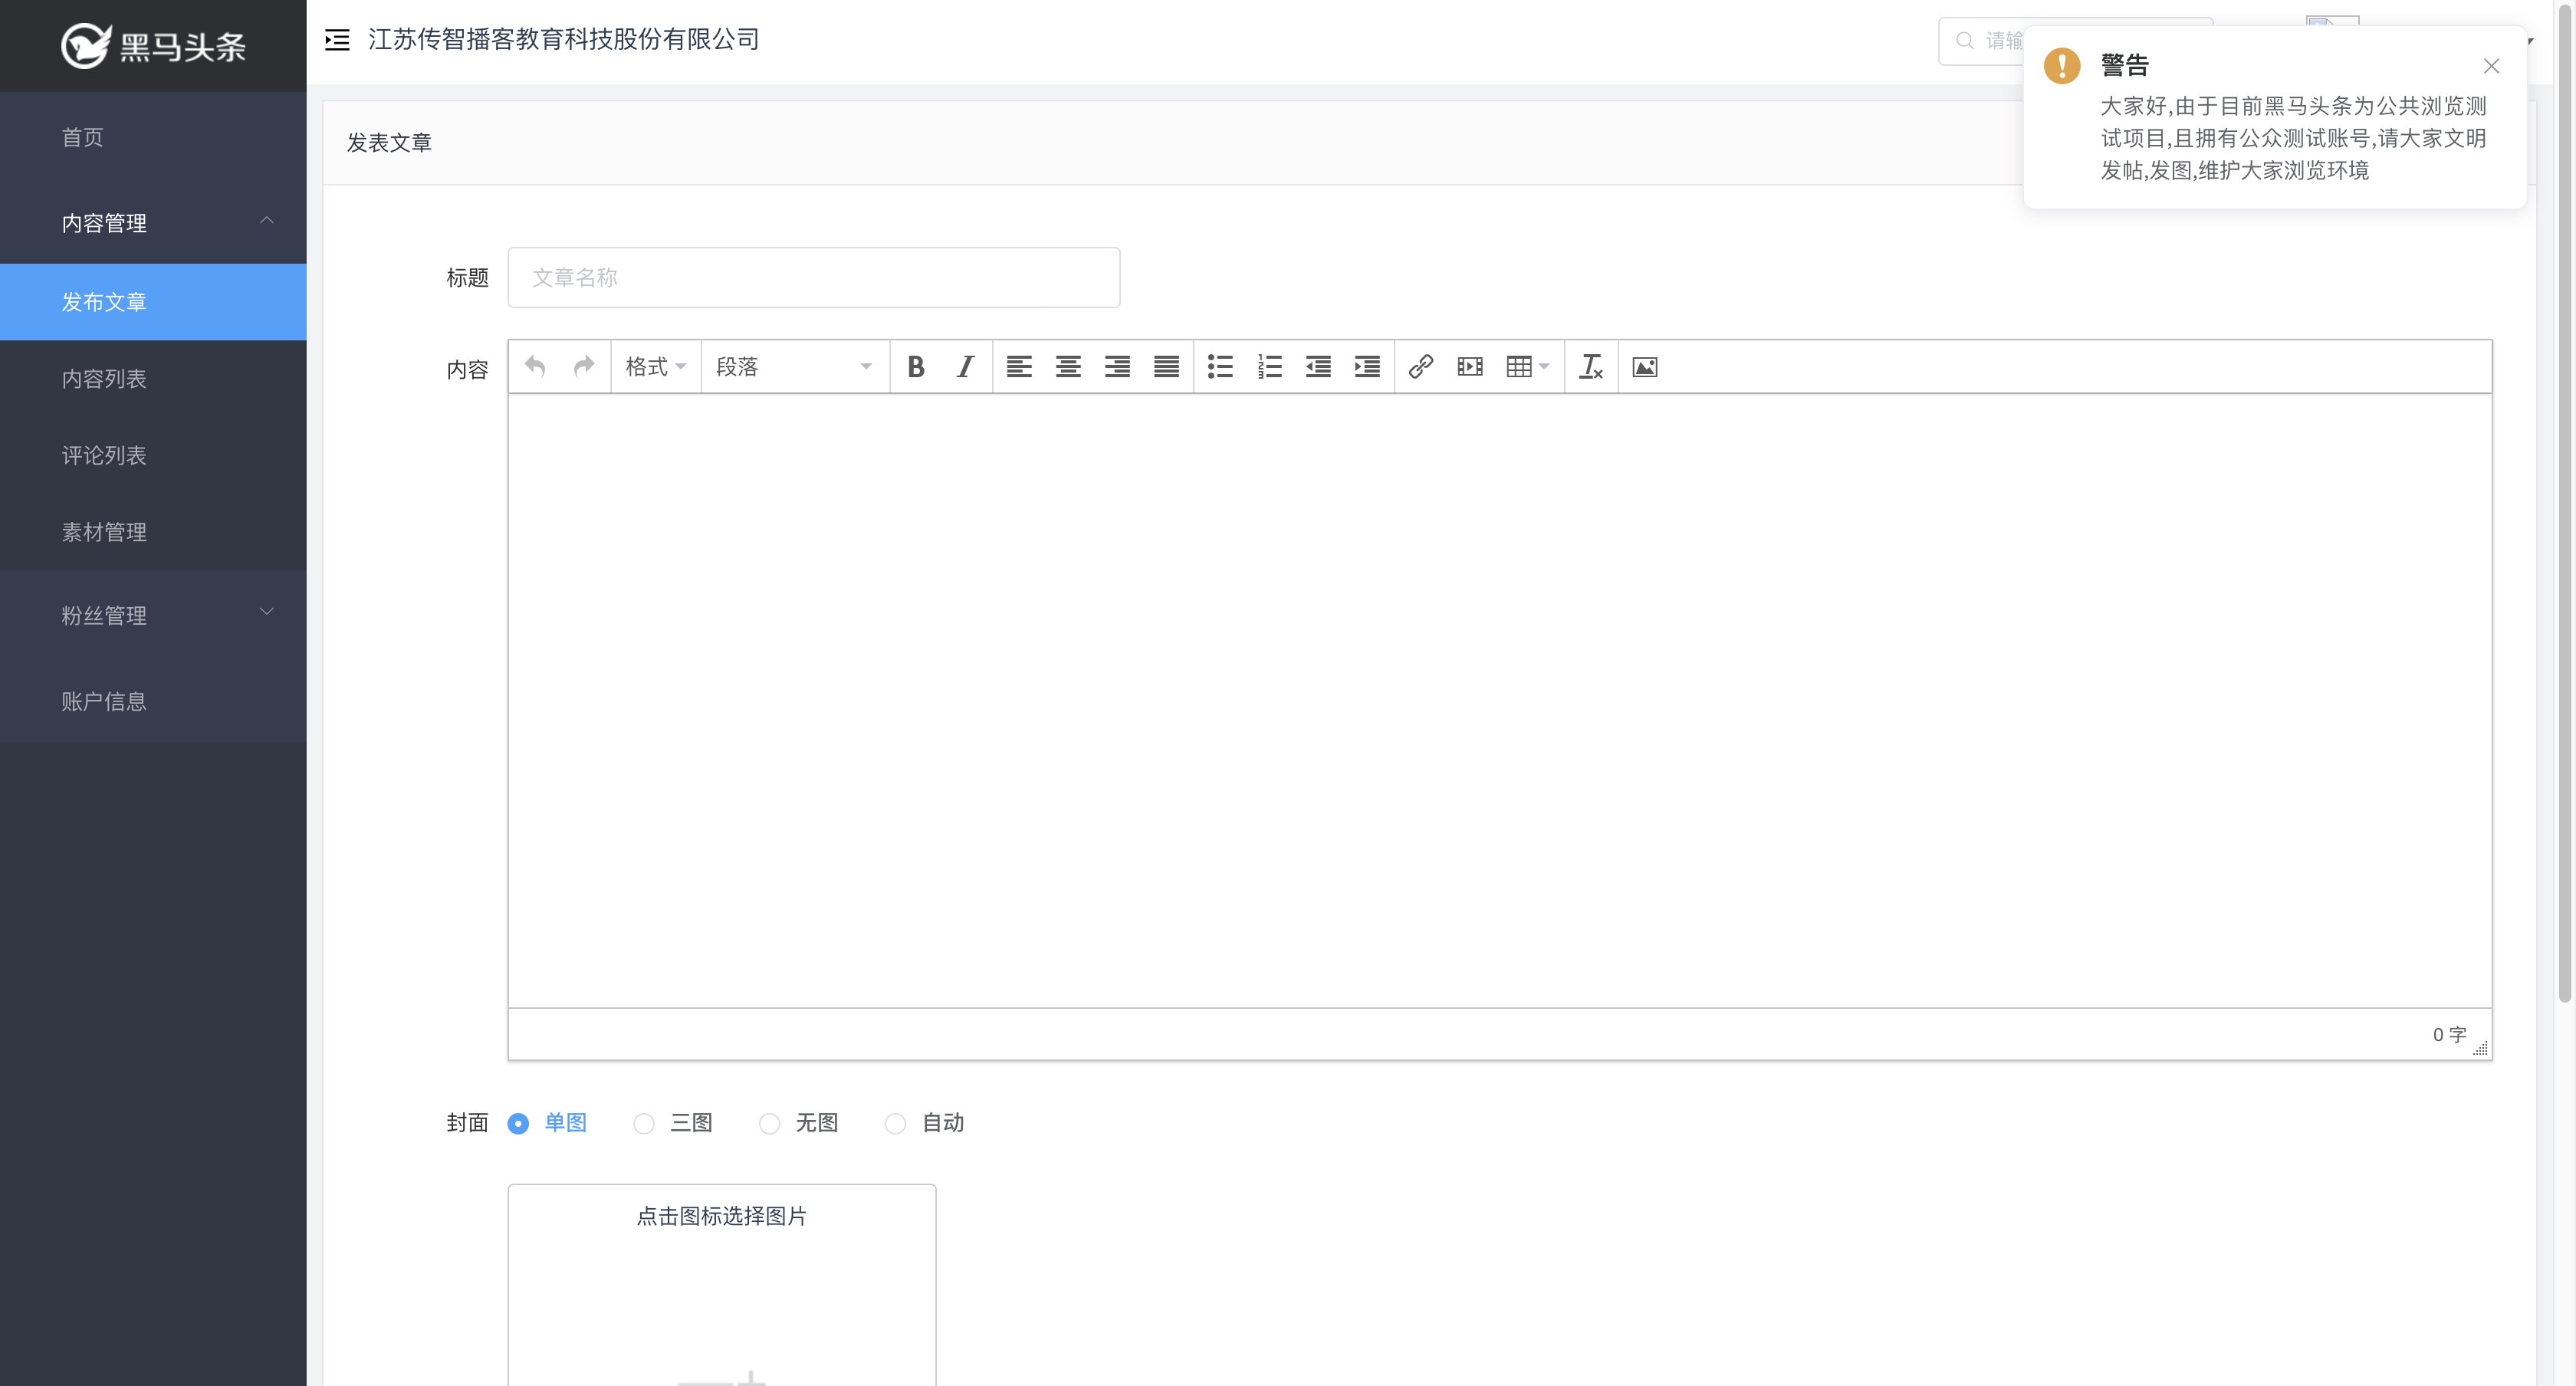 黑马头条
江苏传智播客教育科技股份有限公司
请输
警告
大家好,由于目前黑马头条为公共浏览测
试项目,且拥有公众测试账号,请大家文明
发帖,发图,维护大家浏览环境
首页
内容管理
发布文章
内容列表
评论列表
素材管理
粉丝管理
账户信息
发表文章
标题
文章名称
内容
格式
段落
0 字
封面
单图
三图
无图
自动
点击图标选择图片